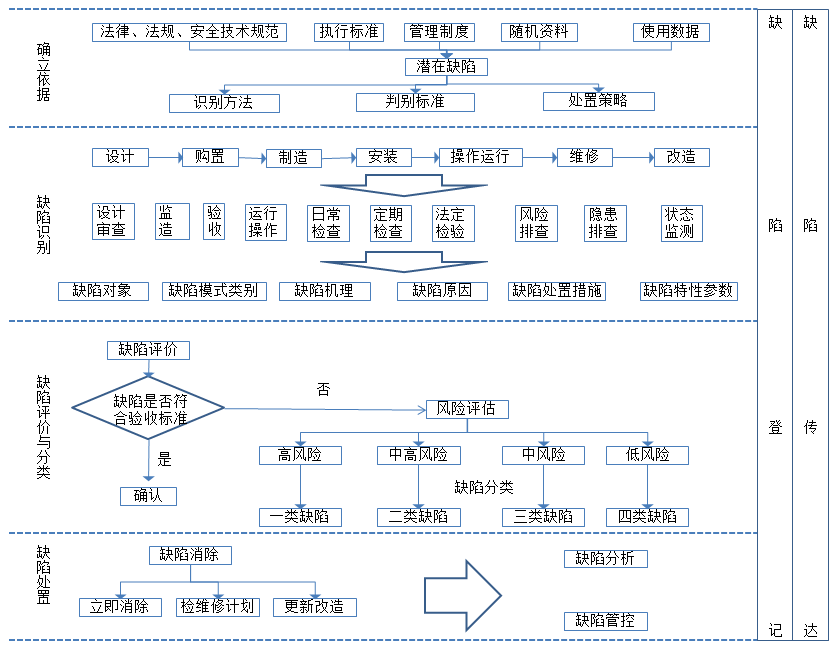 确立依据
法律、法规、安全技术规范
执行标准
管理制度
随机资料
使用数据
潜在缺陷
识别方法
判别标准
处置策略
缺陷识别
设计
购置
制造
安装
操作运行
维修
改造
设计
审查
监
造
验
收
运行
操作
日常
检查
定期
检查
法定
检验
风险
排查
隐患
排查
状态
监测
缺陷对象
缺陷模式类别
缺陷机理
缺陷原因
缺陷处置措施
缺陷特性参数
缺陷评价与分类
缺陷评价
缺陷是否符
合验收标准
否
是
确认
风险评估
高风险
中高风险
中风险
低风险
缺陷分类
一类缺陷
二类缺陷
三类缺陷
四类缺陷
缺陷处置
缺陷消除
立即消除
检维修计划
更新改造
缺陷分析
缺陷管控
缺陷登记
缺陷传达